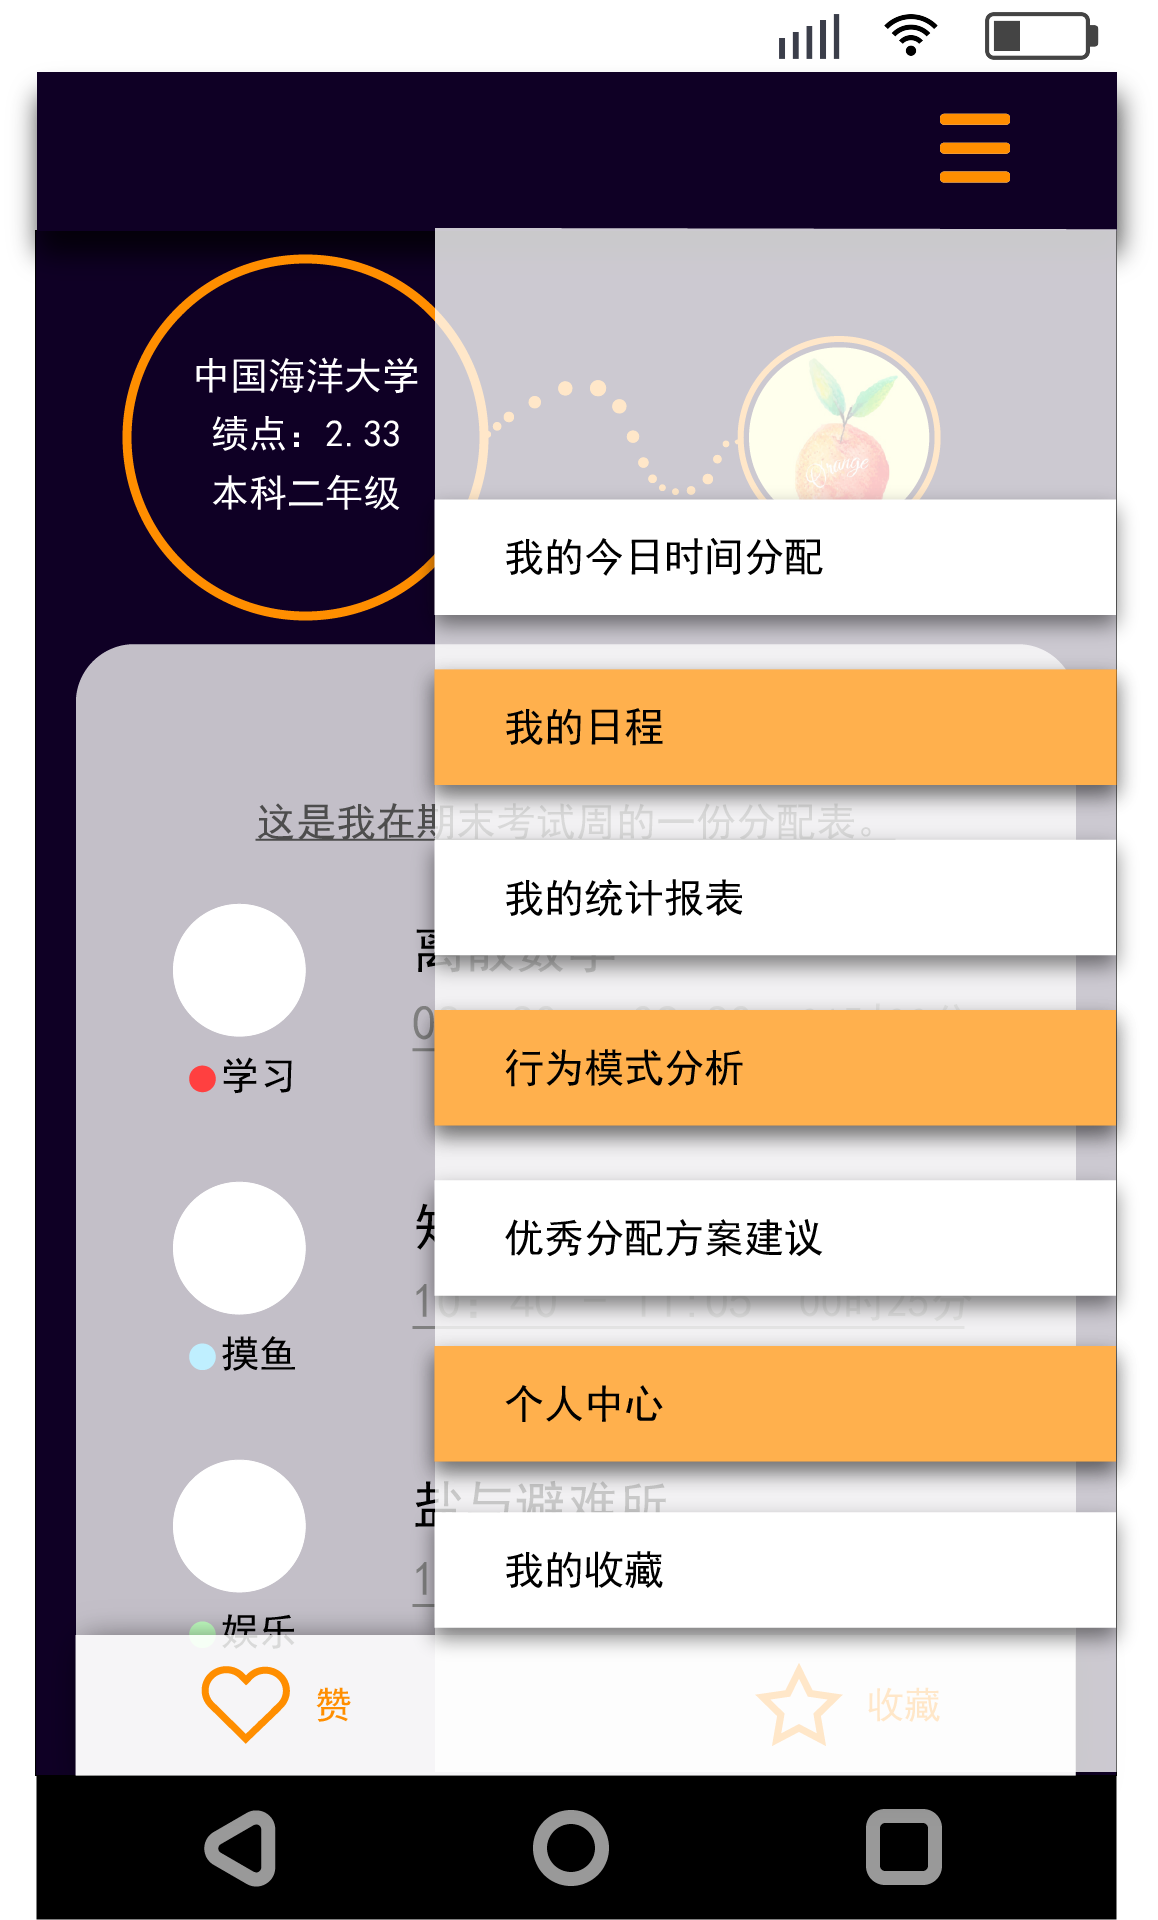 中国海洋大学
绩点：2.33
本科二年级
Orange
我的今日时间分配
我的日程
这是我在期末考试周的一份分配表。
我的统计报表
离散数学
学习
行为模式分析
优秀分配方案建议
10：40 - 11:05 00时25分
摸鱼
个人中心
盐与避难所
我的收藏
娱乐
赞
收藏